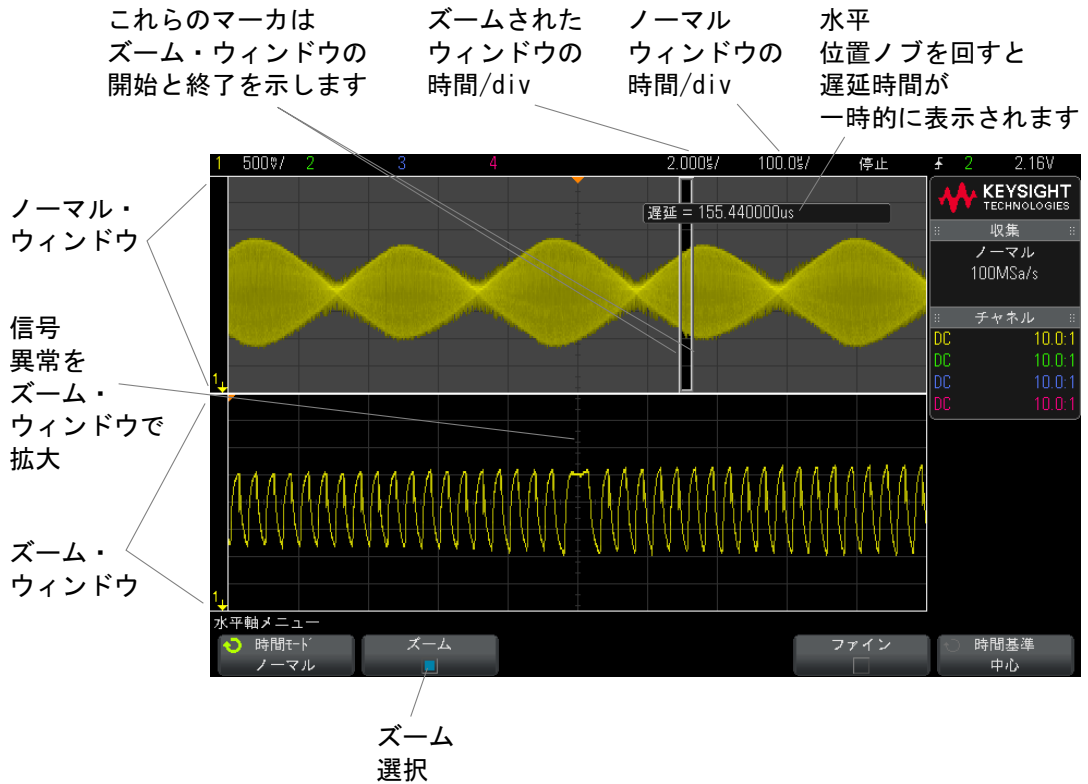 これらのマーカは
ズーム・ウィンドウの
開始と終了を示します
ズームされた
ウィンドウの
時間/div
ノーマル
ウィンドウの
時間/div
水平
位置ノブを回すと
遅延時間が
一時的に表示されます
1 500mV/ 2 3 4 2.000us/ 100.0us/ 停止 2 2.16V
ノーマル・
ウィンドウ
遅延 = 155.440000us
KEYSIGHT
TECHNOLOGIES
収集
ノーマル
100MSa/s
チャネル
DC 10.0:1
DC 10.0:1
DC 10.0:1
DC 10.0:1
信号
異常を
ズーム・
ウィンドウで
拡大
1
ズーム・
ウィンドウ
1
水平軸メニュー
時間ﾓｰﾄﾞ
ノーマル
ズーム
ファイン
時間基準
中心
ズーム
選択